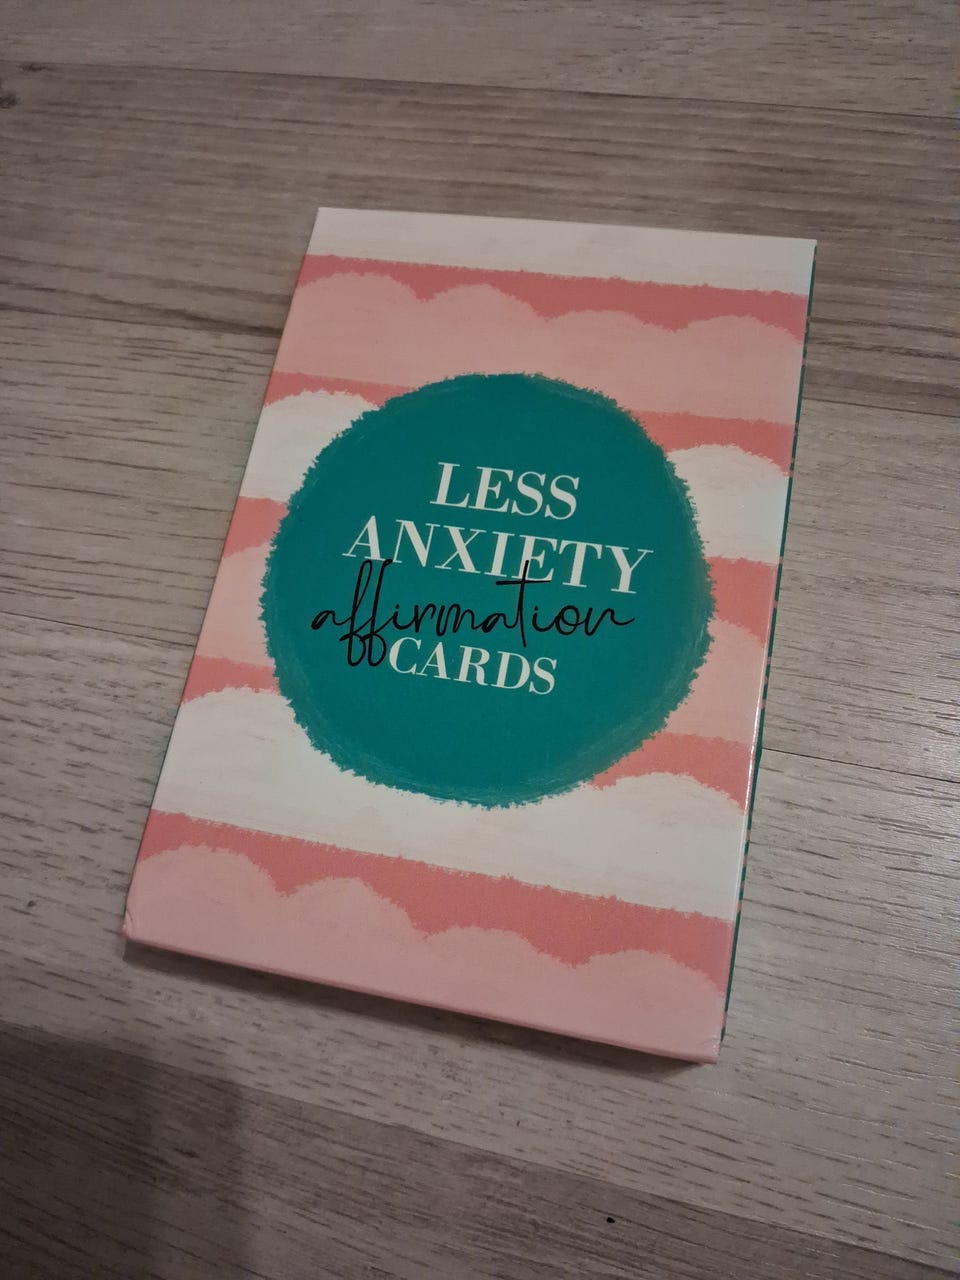 LESS
ANXIETY
affirmation
CARDS